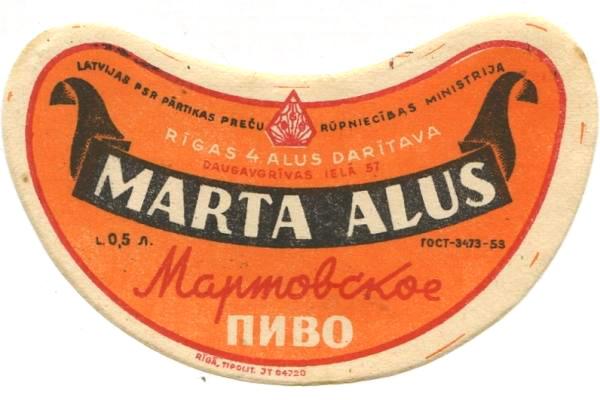 LATVIJAS PSR PĀRTIKAS PREČU RŪPNIECĪBAS MINISTRIJA
RĪGAS 4. ALUS DARĪTAVA
DAUGAVGRĪVAS IELĀ 57
MARTA ALUS
L. 0,5 Л.
ГОСТ-3473-53
Мартовское
ПИВО
RĪGĀ, TIPOLIT. JT 04720